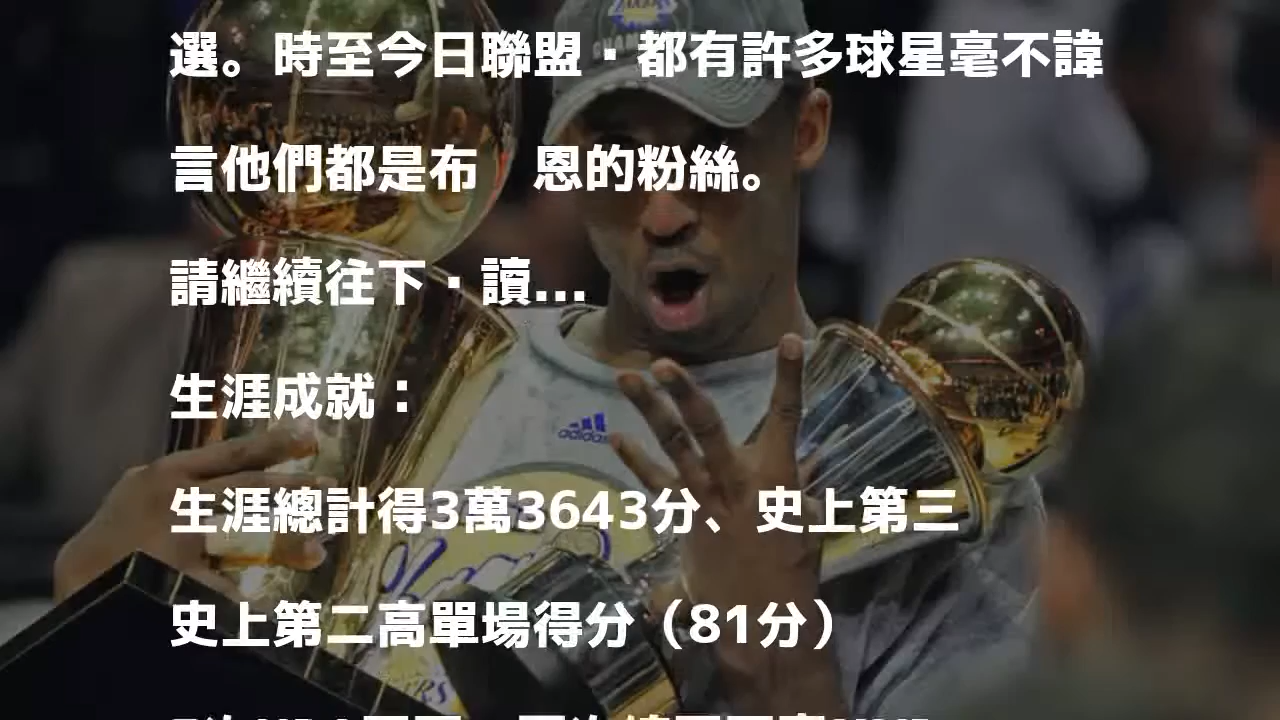 選。時至今日聯盟·都有許多球星毫不諱
言他們都是布 恩的粉絲。
請繼續往下·讀...
生涯成就：
生涯總計得3萬3643分、史上第三
史上第二高單場得分（81分）
adidas